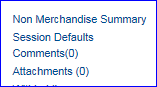 Non Merchandise Summary
Session Defaults
Comments(0)
Attachments (0)